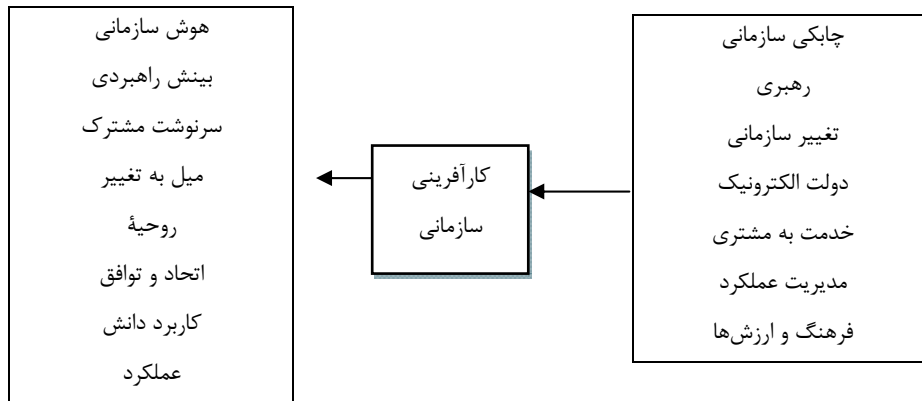 چابکی سازمانی
رهبری
تغییر سازمانی
دولت الکترونیک
خدمت به مشتری
مدیریت عملکرد
فرهنگ و ارزش‌ها
کارآفرینی
سازمانی
هوش سازمانی
بینش راهبردی
سرنوشت مشترک
میل به تغییر
روحیۀ
اتحاد و توافق
کاربرد دانش
عملکرد